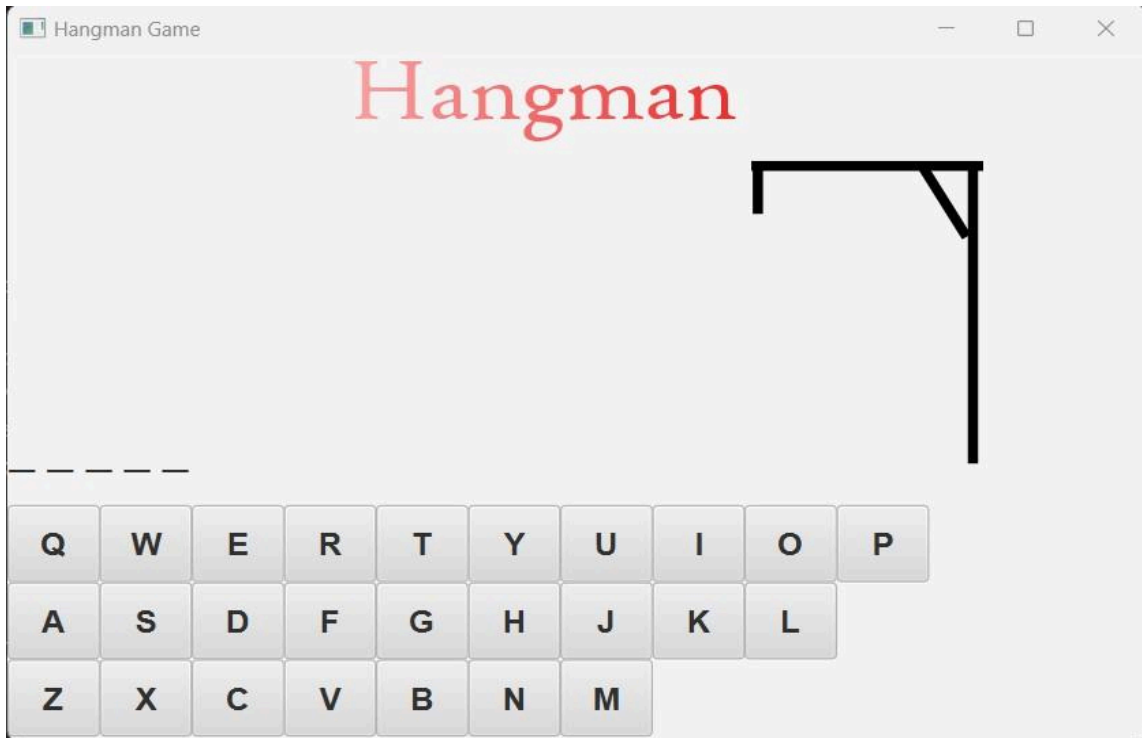 Hangman Game
Hangman
_ _ _ _ _
Q W E R T Y U I O P
A S D F G H J K L
Z X C V B N M